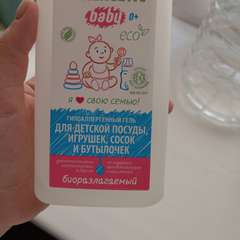 baby 0+
eco
Я ♥ СВОЮ СЕМЬЮ!
ГИПОАЛЛЕРГЕННЫЙ ГЕЛЬ
ДЛЯ ДЕТСКОЙ ПОСУДЫ,
ИГРУШЕК, СОСОК
И БУТЫЛОЧЕК
биоразлагаемый